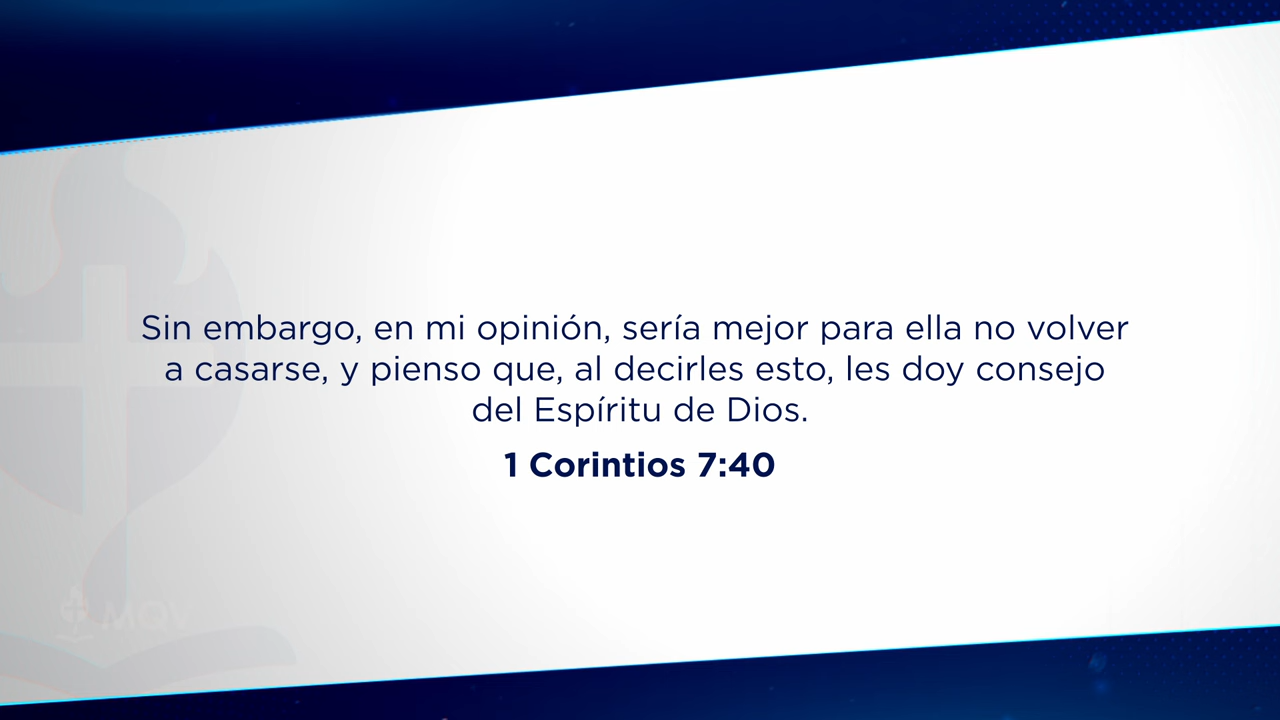 Sin embargo, en mi opinión, sería mejor para ella no volver
a casarse, y pienso que, al decirles esto, les doy consejo
del Espíritu de Dios.
1 Corintios 7:40
MQV